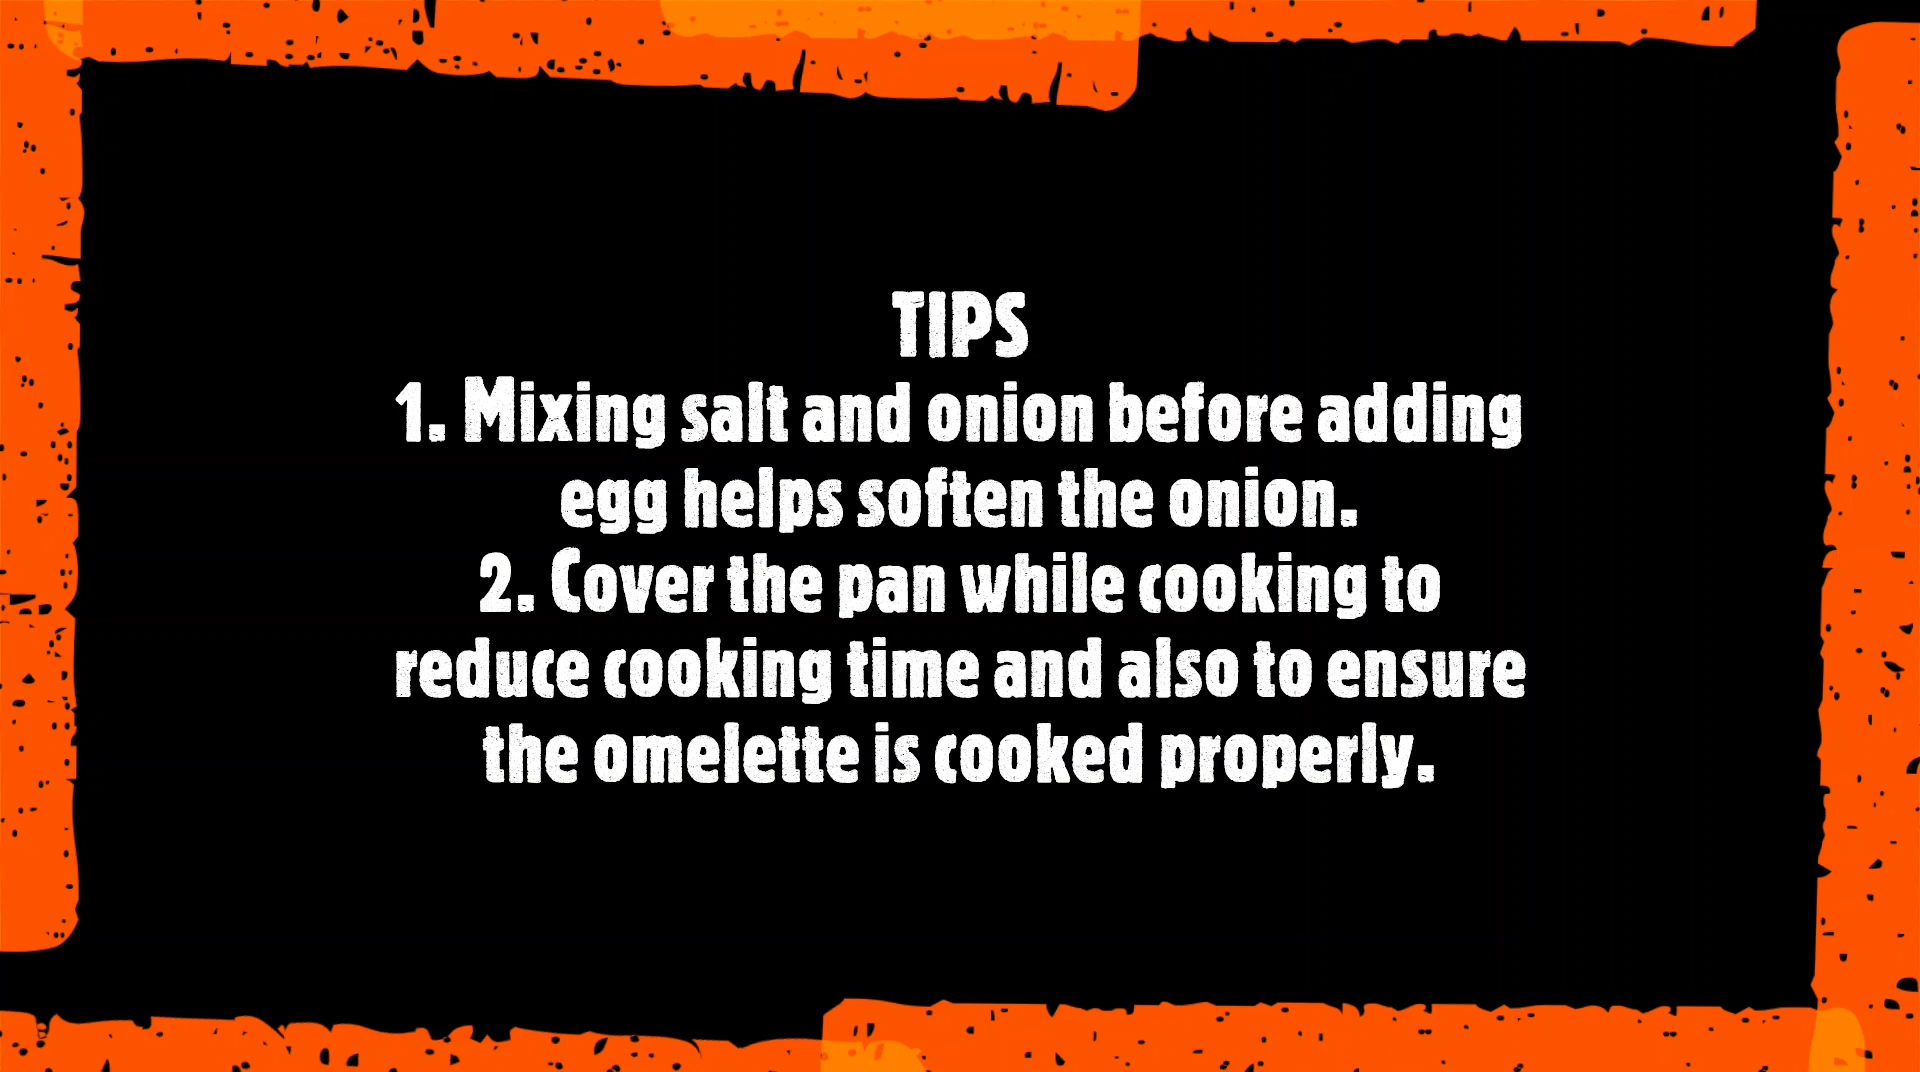 TIPS
1. Mixing salt and onion before adding
egg helps soften the onion.
2. Cover the pan while cooking to
reduce cooking time and also to ensure
the omelette is cooked properly.